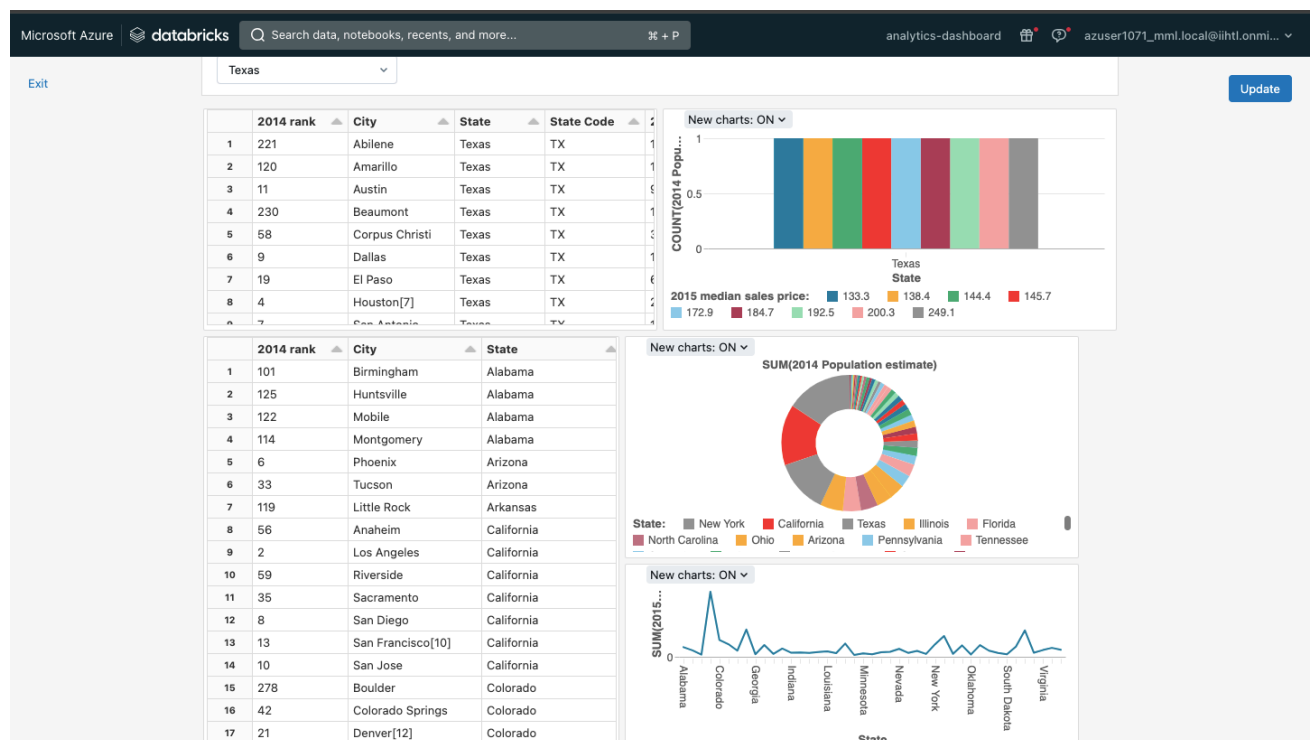 Microsoft Azure databricks Search data, notebooks, recents, and more... ⌘ + P analytics-dashboard azuser1071_mml.local@iihtl.onmi...
Exit
Texas
Update
2014 rank City State State Code
1 221 Abilene Texas TX
2 120 Amarillo Texas TX
3 11 Austin Texas TX
4 230 Beaumont Texas TX
5 58 Corpus Christi Texas TX
6 9 Dallas Texas TX
7 19 El Paso Texas TX
8 4 Houston[7] Texas TX
9 7 San Antonio Texas TX
New charts: ON
COUNT(2014 Popu...
1
0.5
0
Texas
State
2015 median sales price: 133.3 138.4 144.4 145.7
172.9 184.7 192.5 200.3 249.1
2014 rank City State
1 101 Birmingham Alabama
2 125 Huntsville Alabama
3 122 Mobile Alabama
4 114 Montgomery Alabama
5 6 Phoenix Arizona
6 33 Tucson Arizona
7 119 Little Rock Arkansas
8 56 Anaheim California
9 2 Los Angeles California
10 59 Riverside California
11 35 Sacramento California
12 8 San Diego California
13 13 San Francisco[10] California
14 10 San Jose California
15 278 Boulder Colorado
16 42 Colorado Springs Colorado
17 21 Denver[12] Colorado
New charts: ON
SUM(2014 Population estimate)
State: New York California Texas Illinois Florida
North Carolina Ohio Arizona Pennsylvania Tennessee
New charts: ON
SUM(2015...
0
Alabama
Colorado
Georgia
Indiana
Louisiana
Minnesota
Nevada
New York
Oklahoma
South Dakota
Virginia
State